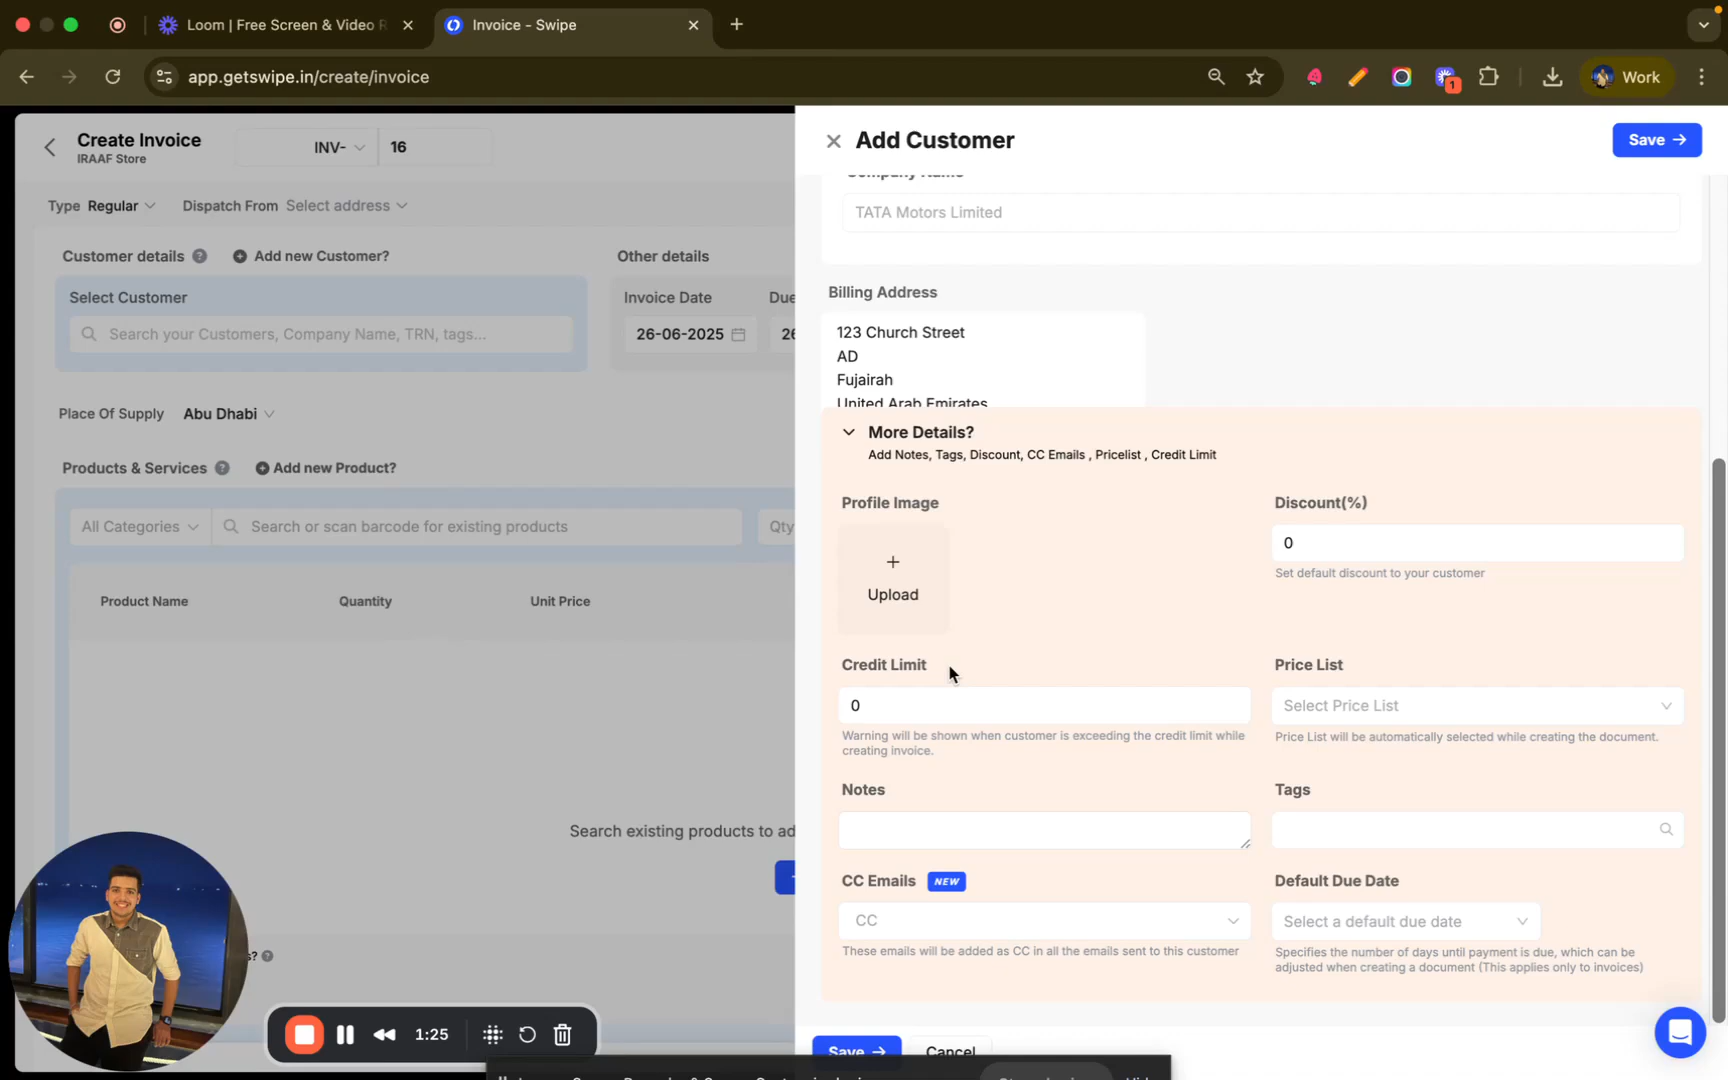 Loom | Free Screen & Video R
Invoice - Swipe
app.getswipe.in/create/invoice
1
Work
Create Invoice
IRAAF Store
INV-
16
Type Regular
Dispatch From Select address
Customer details
Add new Customer?
Other details
Select Customer
Search your Customers, Company Name, TRN, tags...
Invoice Date
Due
26-06-2025
26
Place Of Supply
Abu Dhabi
Products & Services
Add new Product?
All Categories
Search or scan barcode for existing products
Qty
Product Name
Quantity
Unit Price
Search existing products to ad
s?
1:25
Add Customer
Save →
Company Name
TATA Motors Limited
Billing Address
123 Church Street
AD
Fujairah
United Arab Emirates
More Details?
Add Notes, Tags, Discount, CC Emails , Pricelist , Credit Limit
Profile Image
Upload
Discount(%)
0
Set default discount to your customer
Credit Limit
0
Warning will be shown when customer is exceeding the credit limit while
creating invoice.
Price List
Select Price List
Price List will be automatically selected while creating the document.
Notes
Tags
CC Emails NEW
CC
These emails will be added as CC in all the emails sent to this customer
Default Due Date
Select a default due date
Specifies the number of days until payment is due, which can be
adjusted when creating a document (This applies only to invoices)
Save →
Cancel